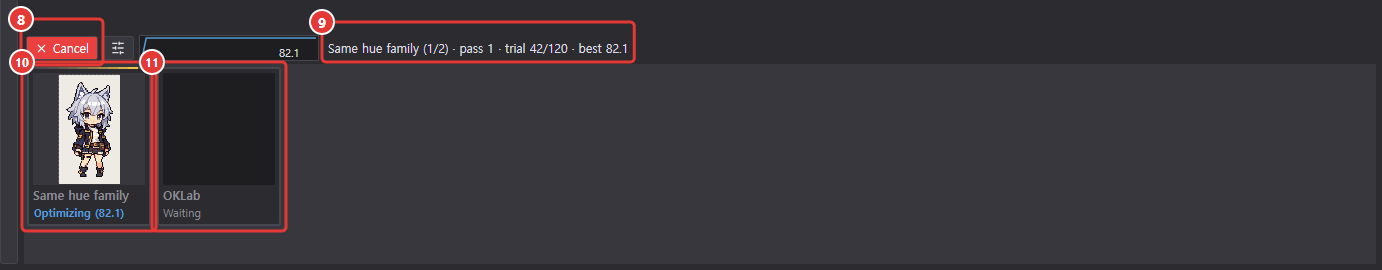 8
9
✕ Cancel
82.1
Same hue family (1/2) · pass 1 · trial 42/120 · best 82.1
10
11
Same hue family
Optimizing (82.1)
OKLab
Waiting